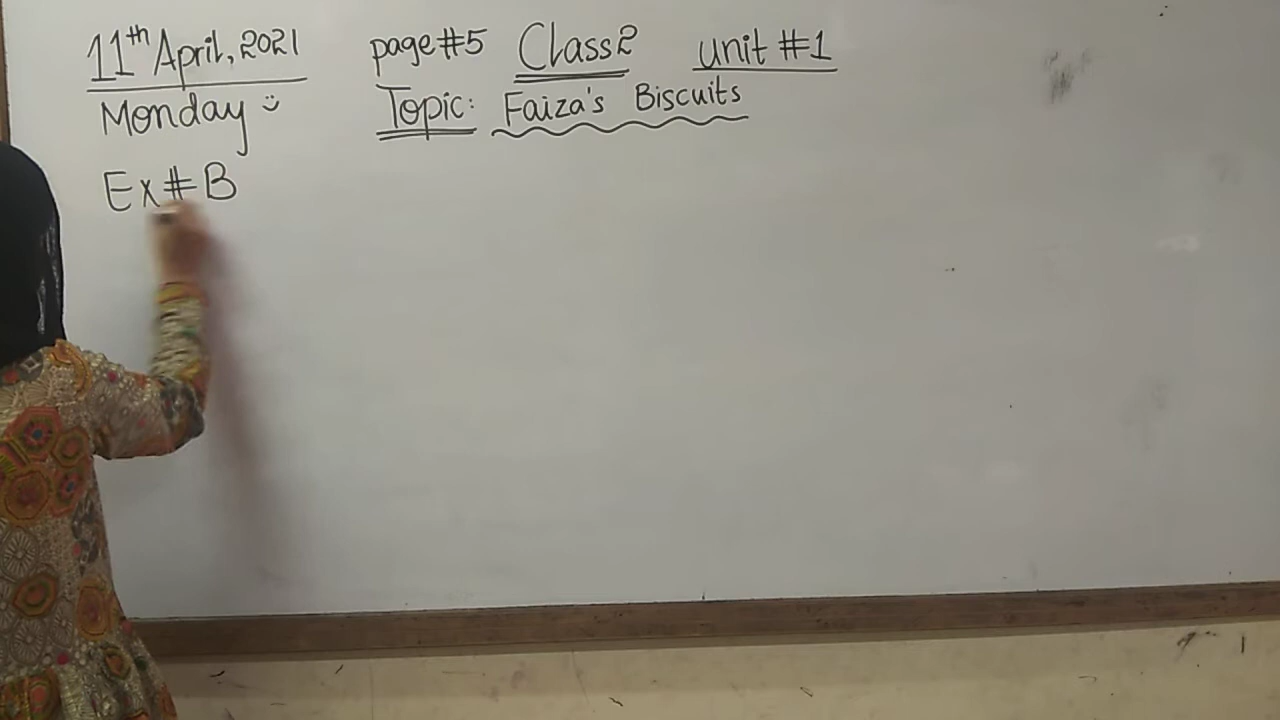 11th April, 2021 page #5 Class 2 unit #1
Monday Topic: Faiza's Biscuits
Ex # B